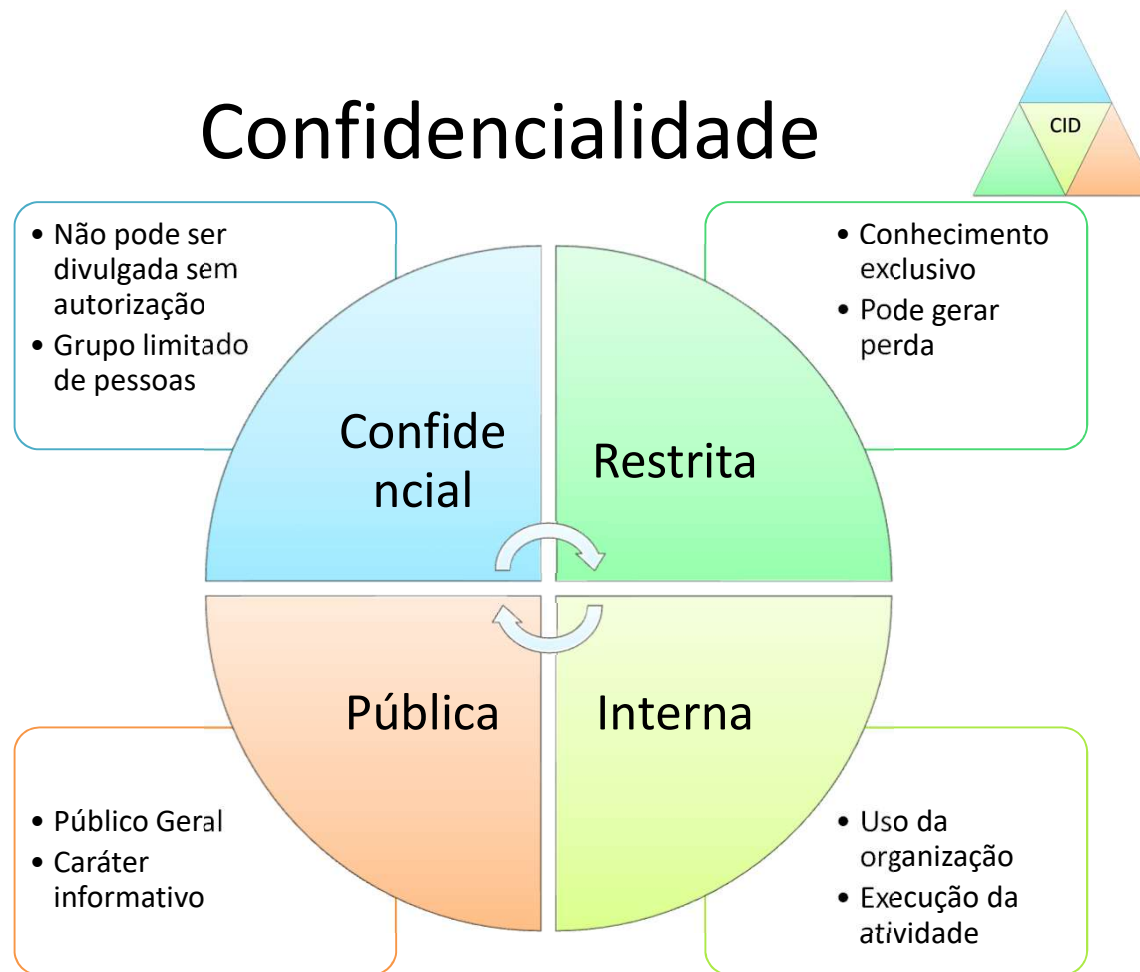 Confidencialidade
CID
• Não pode ser
divulgada sem
autorização
• Grupo limitado
de pessoas
• Conhecimento
exclusivo
• Pode gerar
perda
Confide
ncial
Restrita
Pública
Interna
• Público Geral
• Caráter
informativo
• Uso da
organização
• Execução da
atividade